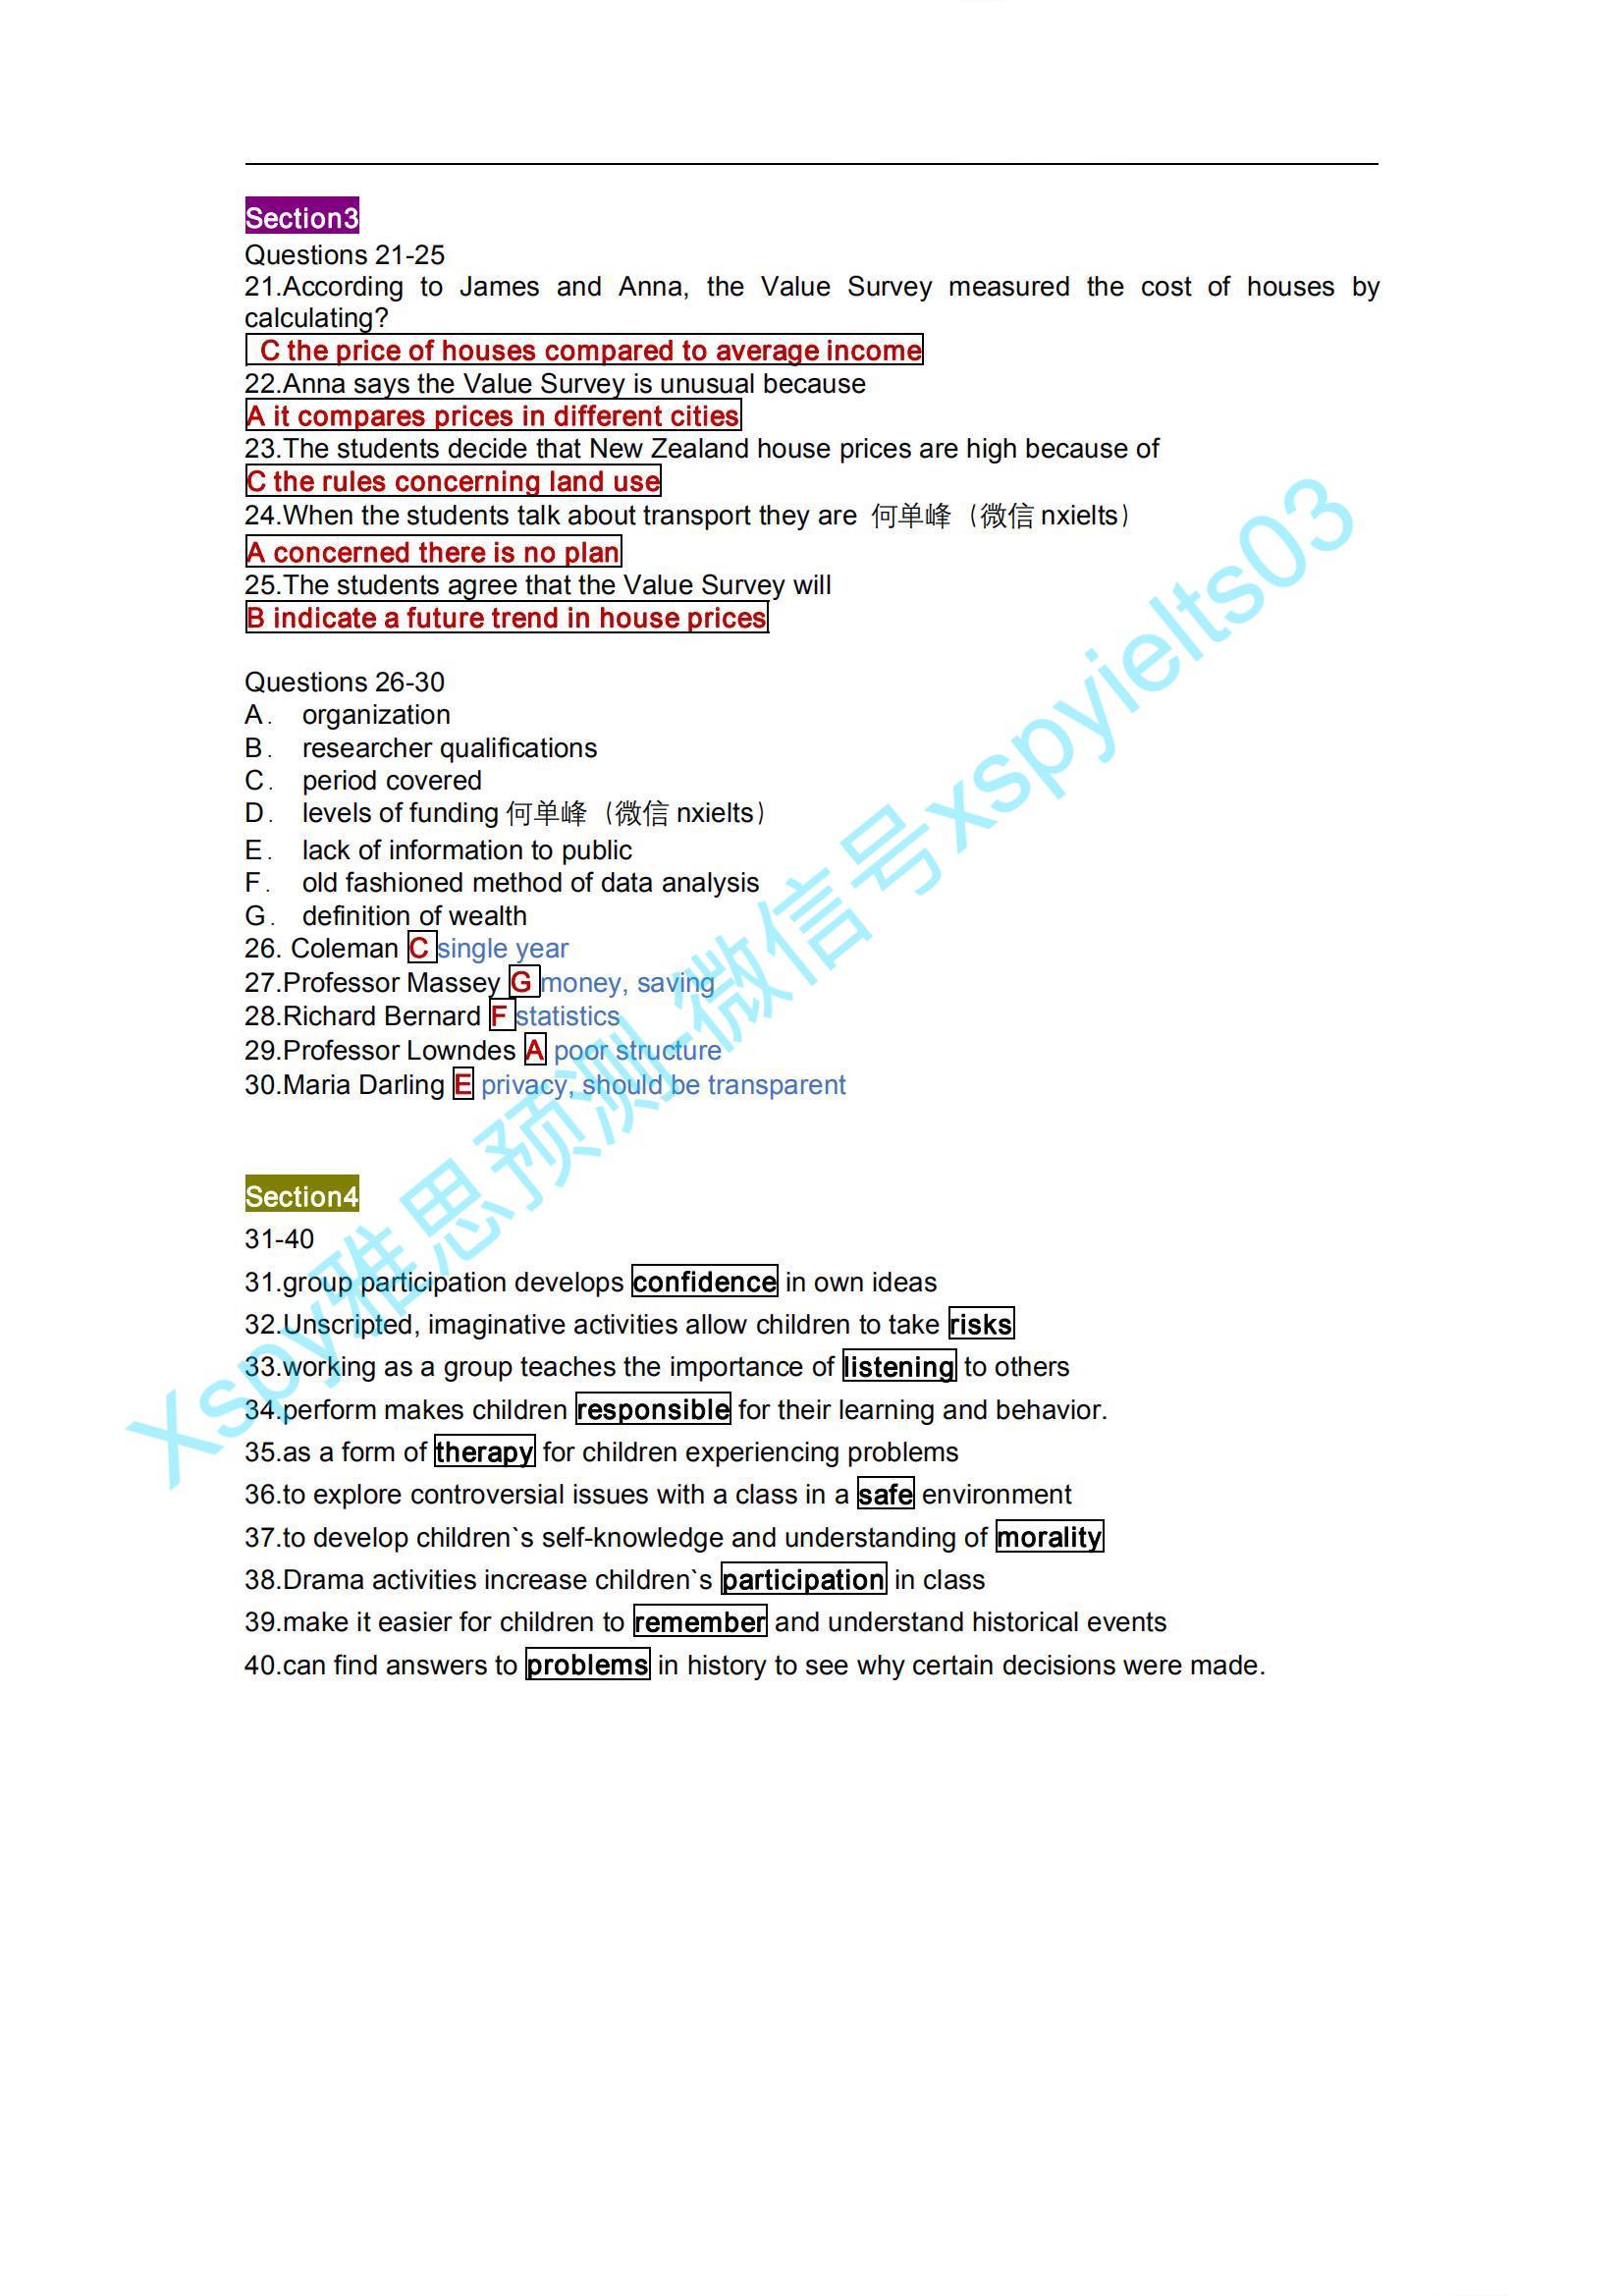 Section3
Questions 21-25
21.According to James and Anna, the Value Survey measured the cost of houses by
calculating?
C the price of houses compared to average income
22.Anna says the Value Survey is unusual because
A it compares prices in different cities
23.The students decide that New Zealand house prices are high because of
C the rules concerning land use
24.When the students talk about transport they are 何单峰（微信 nxielts）
A concerned there is no plan
25.The students agree that the Value Survey will
B indicate a future trend in house prices
Questions 26-30
A. organization
B. researcher qualifications
C. period covered
D. levels of funding 何单峰（微信 nxielts）
E. lack of information to public
F. old fashioned method of data analysis
G. definition of wealth
26. Coleman C single year
27.Professor Massey G money, saving
28.Richard Bernard F statistics
29.Professor Lowndes A poor structure
30.Maria Darling E privacy, should be transparent
Section4
31-40
31.group participation develops confidence in own ideas
32.Unscripted, imaginative activities allow children to take risks
33.working as a group teaches the importance of listening to others
34.perform makes children responsible for their learning and behavior.
35.as a form of therapy for children experiencing problems
36.to explore controversial issues with a class in a safe environment
37.to develop children`s self-knowledge and understanding of morality
38.Drama activities increase children`s participation in class
39.make it easier for children to remember and understand historical events
40.can find answers to problems in history to see why certain decisions were made.
Xspy雅思预测-微信号xspyielts03